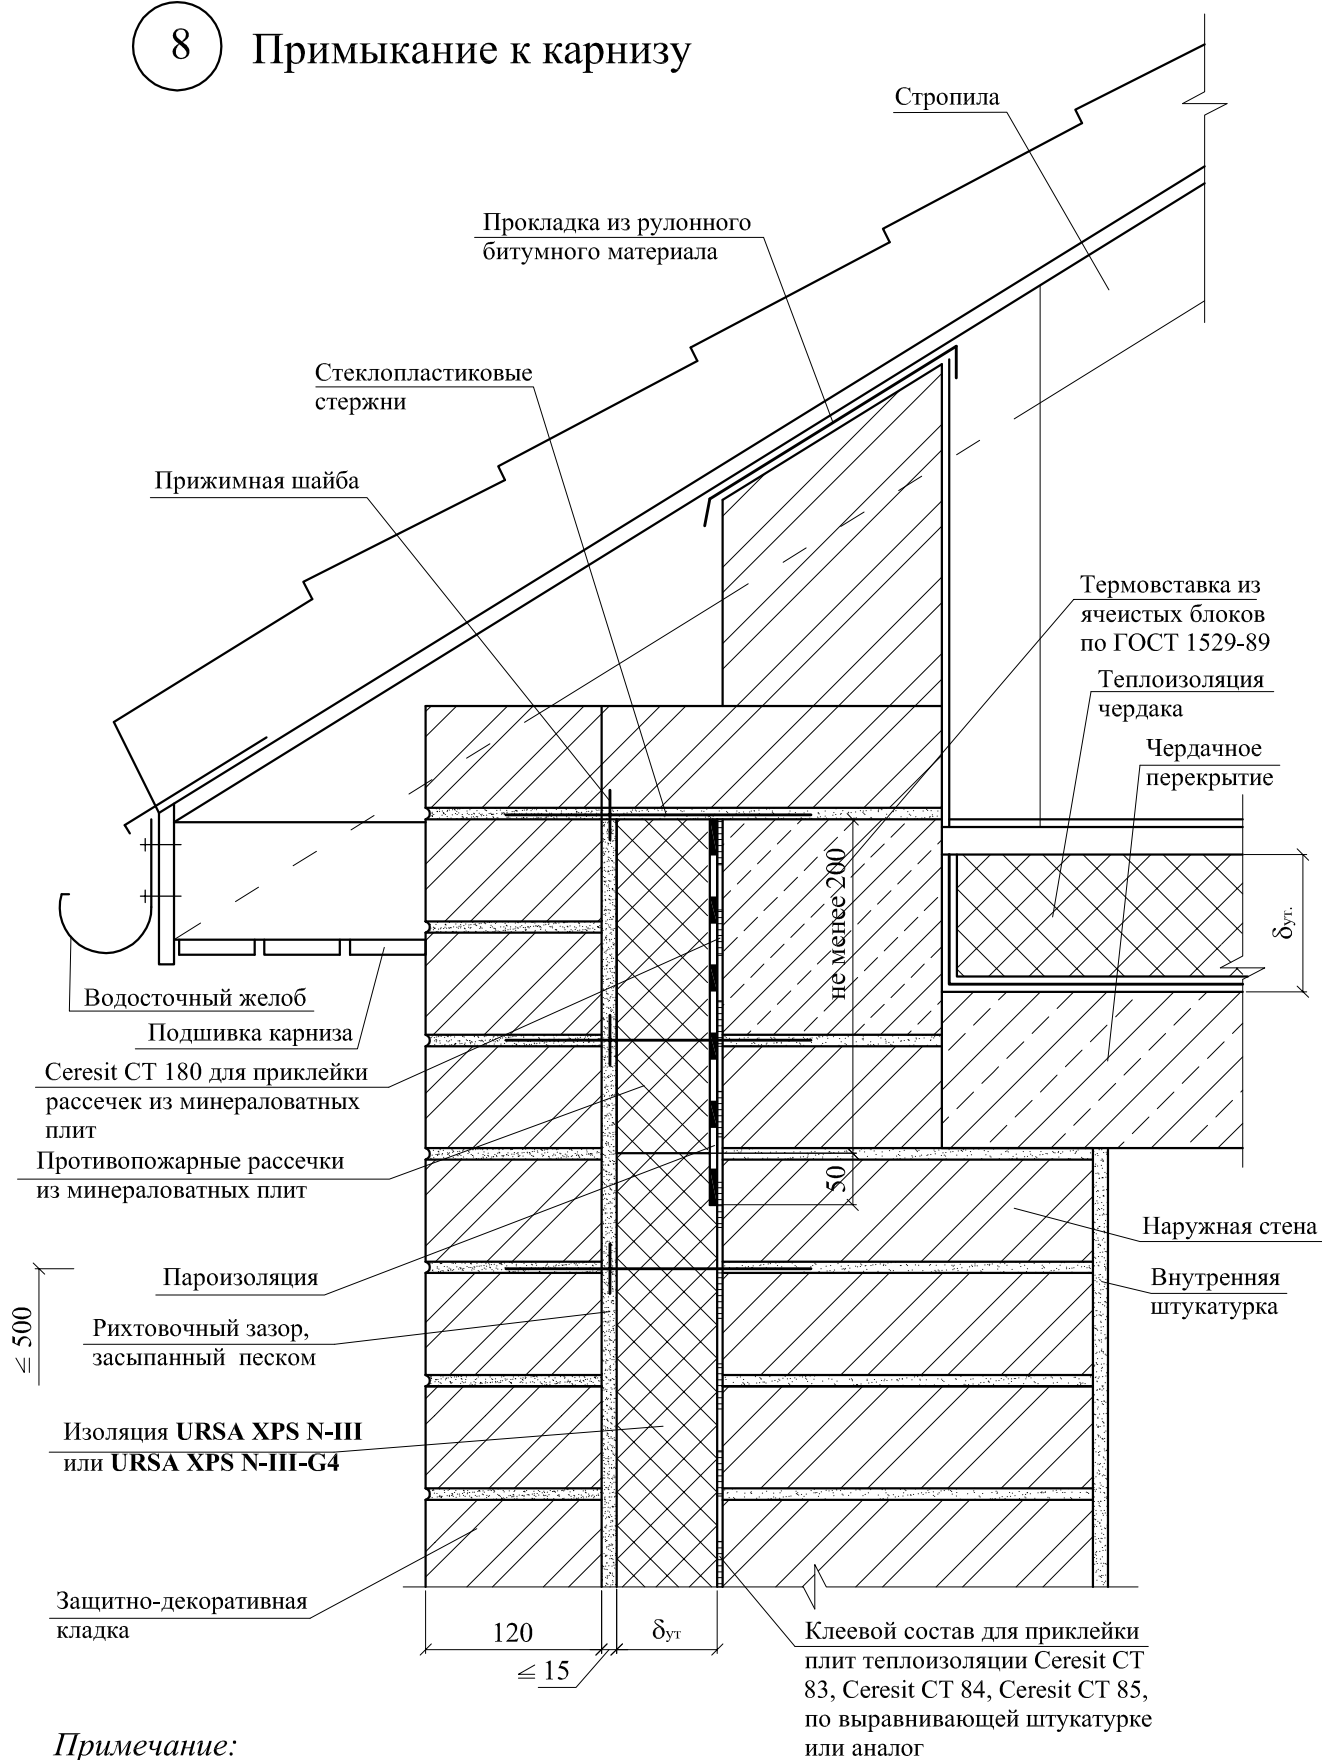 8 Примыкание к карнизу
Стропила
Прокладка из рулонного
битумного материала
Стеклопластиковые
стержни
Прижимная шайба
Термовставка из
ячеистых блоков
по ГОСТ 1529-89
Теплоизоляция
чердака
Чердачное
перекрытие
не менее 200
δут.
Водосточный желоб
Подшивка карниза
Ceresit CT 180 для приклейки
рассечек из минераловатных
плит
Противопожарные рассечки
из минераловатных плит
50
Наружная стена
Пароизоляция
Внутренняя
штукатурка
Рихтовочный зазор,
засыпанный песком
≤ 500
Изоляция URSA XPS N-III
или URSA XPS N-III-G4
Защитно-декоративная
кладка
120
δут
≤ 15
Клеевой состав для приклейки
плит теплоизоляции Ceresit CT
83, Ceresit CT 84, Ceresit CT 85,
по выравнивающей штукатурке
или аналог
Примечание: